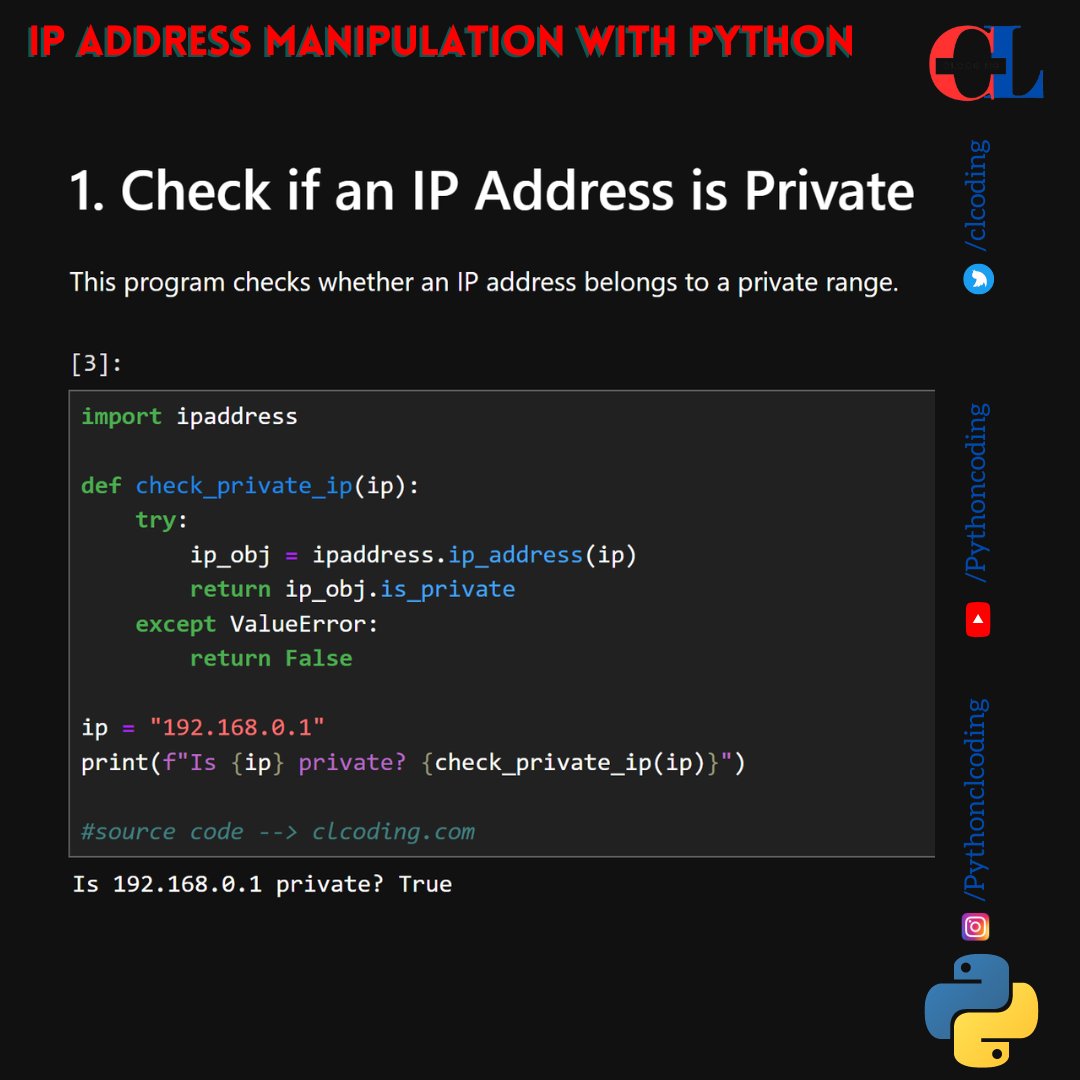 IP ADDRESS MANIPULATION WITH PYTHON
CL
1. Check if an IP Address is Private
This program checks whether an IP address belongs to a private range.
[3]:
import ipaddress
def check_private_ip(ip):
    try:
        ip_obj = ipaddress.ip_address(ip)
        return ip_obj.is_private
    except ValueError:
        return False
ip = "192.168.0.1"
print(f"Is {ip} private? {check_private_ip(ip)}")
#source code --> clcoding.com
Is 192.168.0.1 private? True
/clcoding
/Pythoncoding
/Pythonclcoding